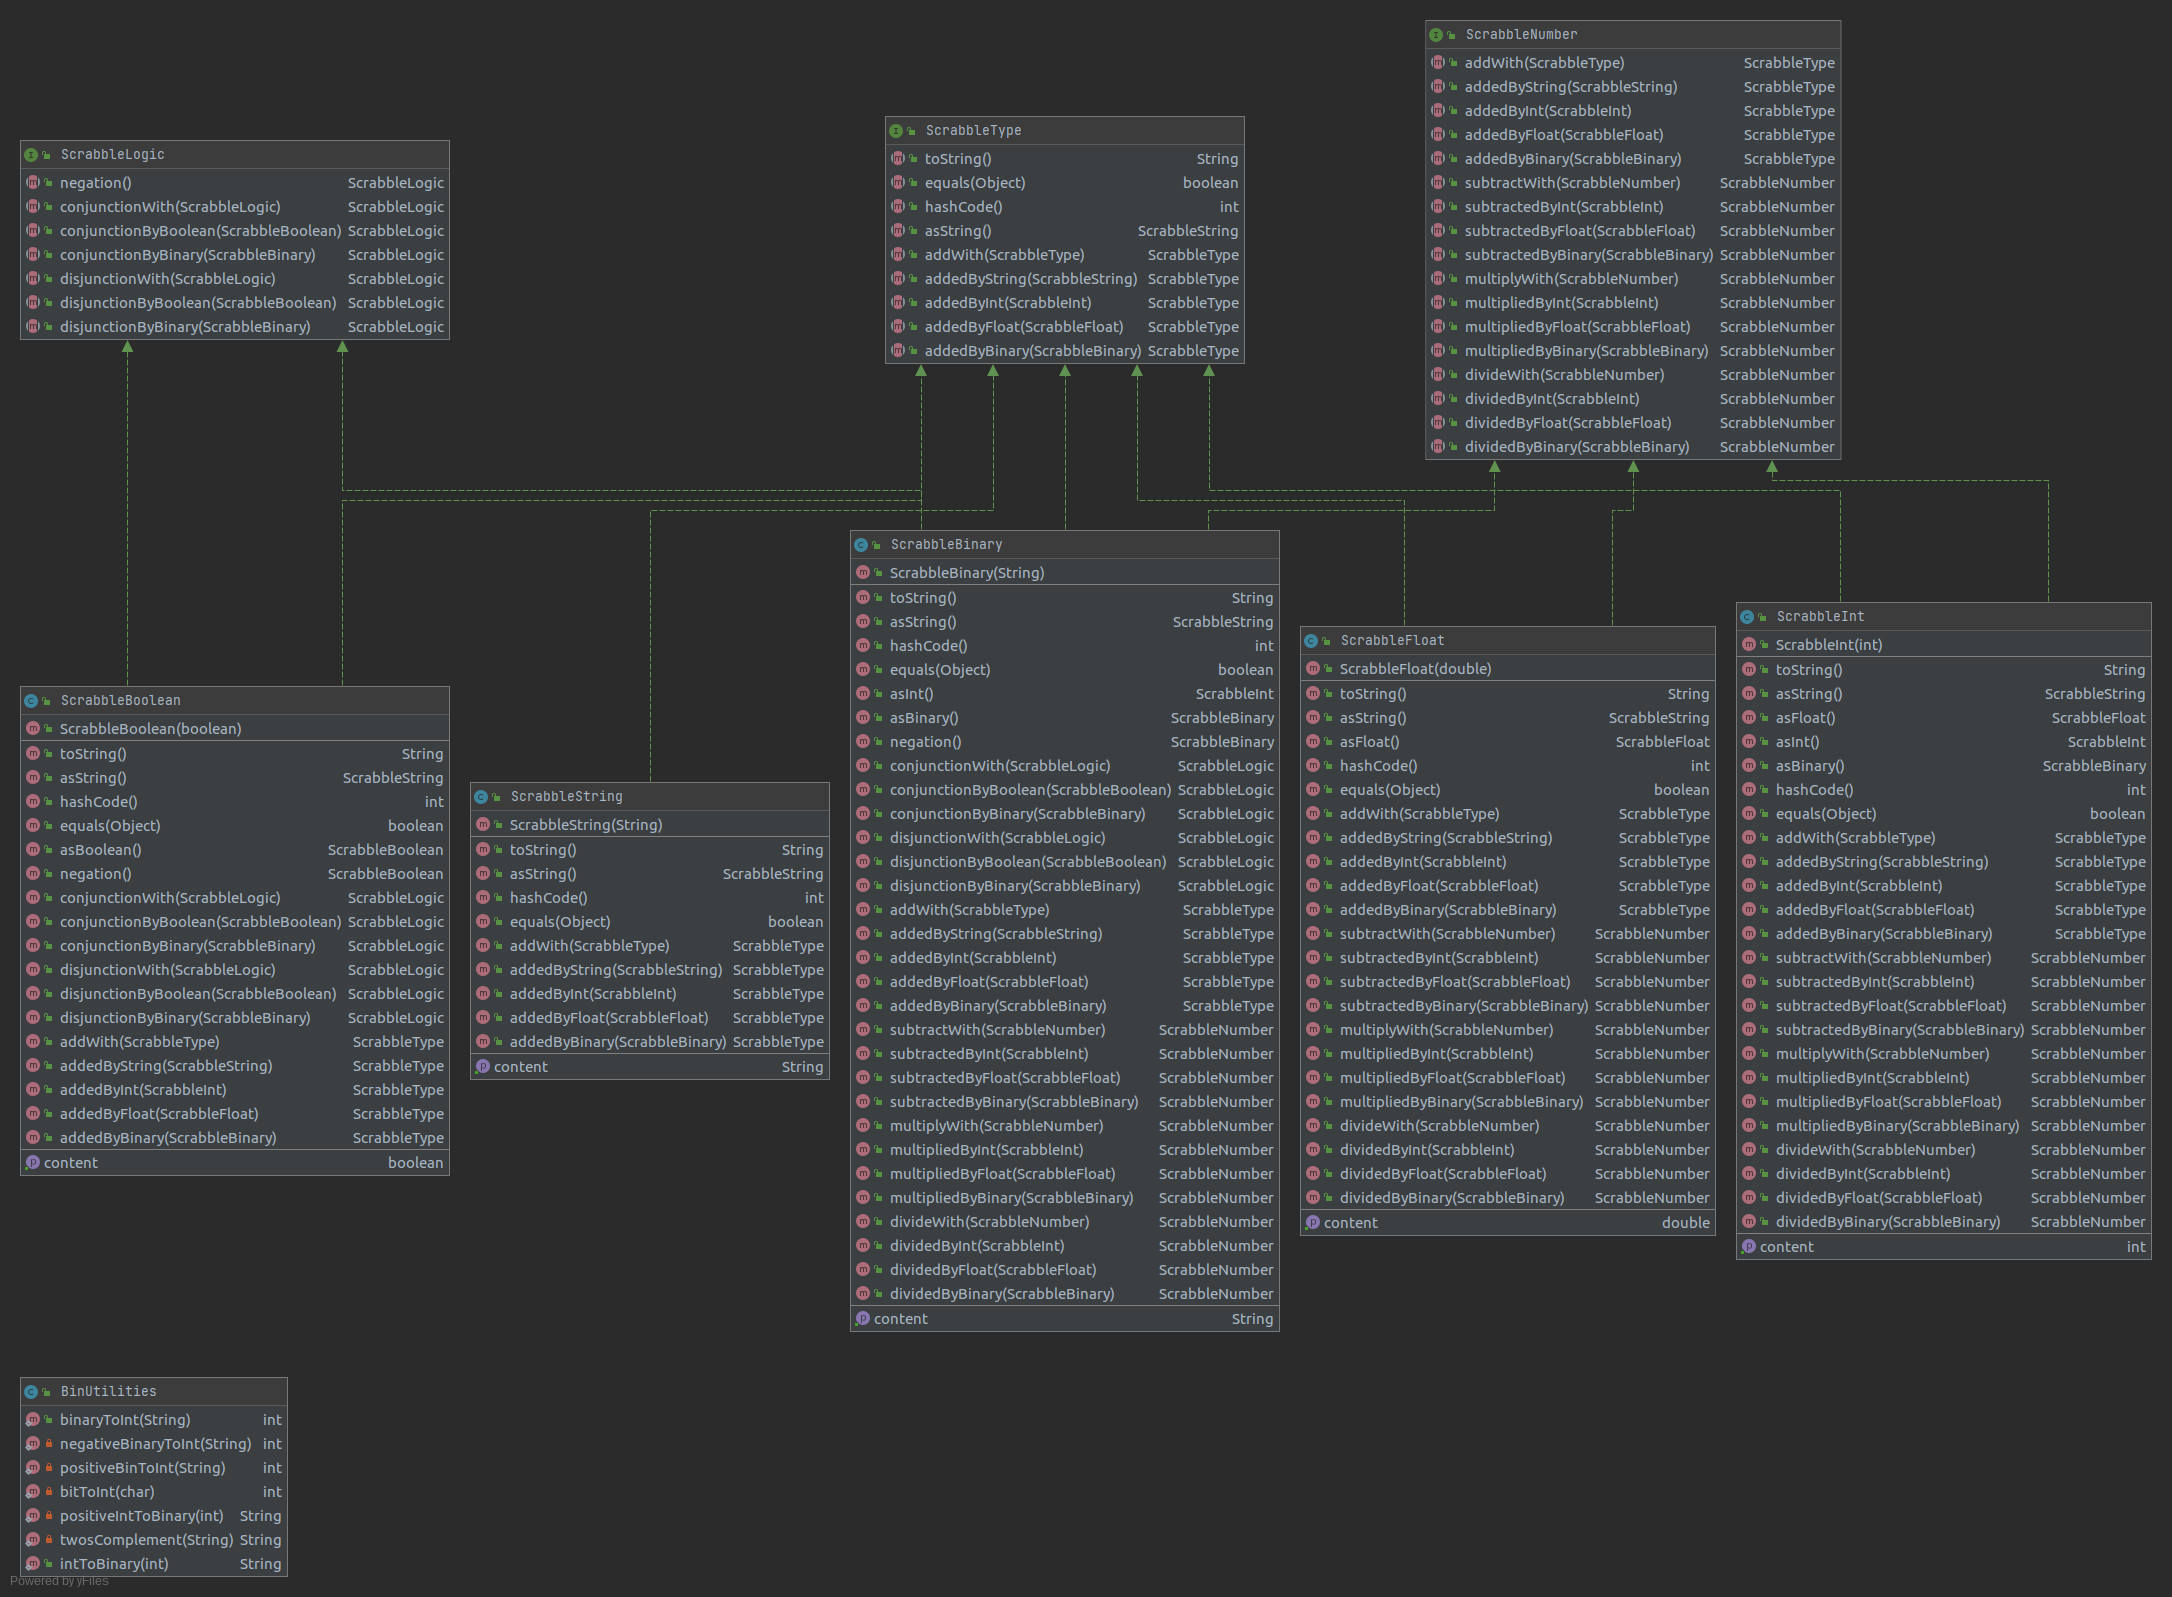 ScrabbleNumber
addWith(ScrabbleType) ScrabbleType
addedByString(ScrabbleString) ScrabbleType
addedByInt(ScrabbleInt) ScrabbleType
addedByFloat(ScrabbleFloat) ScrabbleType
addedByBinary(ScrabbleBinary) ScrabbleType
subtractWith(ScrabbleNumber) ScrabbleNumber
subtractedByInt(ScrabbleInt) ScrabbleNumber
subtractedByFloat(ScrabbleFloat) ScrabbleNumber
subtractedByBinary(ScrabbleBinary) ScrabbleNumber
multiplyWith(ScrabbleNumber) ScrabbleNumber
multipliedByInt(ScrabbleInt) ScrabbleNumber
multipliedByFloat(ScrabbleFloat) ScrabbleNumber
multipliedByBinary(ScrabbleBinary) ScrabbleNumber
divideWith(ScrabbleNumber) ScrabbleNumber
dividedByInt(ScrabbleInt) ScrabbleNumber
dividedByFloat(ScrabbleFloat) ScrabbleNumber
dividedByBinary(ScrabbleBinary) ScrabbleNumber
ScrabbleType
toString() String
equals(Object) boolean
hashCode() int
asString() ScrabbleString
addWith(ScrabbleType) ScrabbleType
addedByString(ScrabbleString) ScrabbleType
addedByInt(ScrabbleInt) ScrabbleType
addedByFloat(ScrabbleFloat) ScrabbleType
addedByBinary(ScrabbleBinary) ScrabbleType
ScrabbleLogic
negation() ScrabbleLogic
conjunctionWith(ScrabbleLogic) ScrabbleLogic
conjunctionByBoolean(ScrabbleBoolean) ScrabbleLogic
conjunctionByBinary(ScrabbleBinary) ScrabbleLogic
disjunctionWith(ScrabbleLogic) ScrabbleLogic
disjunctionByBoolean(ScrabbleBoolean) ScrabbleLogic
disjunctionByBinary(ScrabbleBinary) ScrabbleLogic
ScrabbleBoolean
ScrabbleBoolean(boolean)
toString() String
asString() ScrabbleString
hashCode() int
equals(Object) boolean
asBoolean() ScrabbleBoolean
negation() ScrabbleBoolean
conjunctionWith(ScrabbleLogic) ScrabbleLogic
conjunctionByBoolean(ScrabbleBoolean) ScrabbleLogic
conjunctionByBinary(ScrabbleBinary) ScrabbleLogic
disjunctionWith(ScrabbleLogic) ScrabbleLogic
disjunctionByBoolean(ScrabbleBoolean) ScrabbleLogic
disjunctionByBinary(ScrabbleBinary) ScrabbleLogic
addWith(ScrabbleType) ScrabbleType
addedByString(ScrabbleString) ScrabbleType
addedByInt(ScrabbleInt) ScrabbleType
addedByFloat(ScrabbleFloat) ScrabbleType
addedByBinary(ScrabbleBinary) ScrabbleType
content boolean
ScrabbleString
ScrabbleString(String)
toString() String
asString() ScrabbleString
hashCode() int
equals(Object) boolean
addWith(ScrabbleType) ScrabbleType
addedByString(ScrabbleString) ScrabbleType
addedByInt(ScrabbleInt) ScrabbleType
addedByFloat(ScrabbleFloat) ScrabbleType
addedByBinary(ScrabbleBinary) ScrabbleType
content String
ScrabbleBinary
ScrabbleBinary(String)
toString() String
asString() ScrabbleString
hashCode() int
equals(Object) boolean
asInt() ScrabbleInt
asBinary() ScrabbleBinary
negation() ScrabbleBinary
conjunctionWith(ScrabbleLogic) ScrabbleLogic
conjunctionByBoolean(ScrabbleBoolean) ScrabbleLogic
conjunctionByBinary(ScrabbleBinary) ScrabbleLogic
disjunctionWith(ScrabbleLogic) ScrabbleLogic
disjunctionByBoolean(ScrabbleBoolean) ScrabbleLogic
disjunctionByBinary(ScrabbleBinary) ScrabbleLogic
addWith(ScrabbleType) ScrabbleType
addedByString(ScrabbleString) ScrabbleType
addedByInt(ScrabbleInt) ScrabbleType
addedByFloat(ScrabbleFloat) ScrabbleType
addedByBinary(ScrabbleBinary) ScrabbleType
subtractWith(ScrabbleNumber) ScrabbleNumber
subtractedByInt(ScrabbleInt) ScrabbleNumber
subtractedByFloat(ScrabbleFloat) ScrabbleNumber
subtractedByBinary(ScrabbleBinary) ScrabbleNumber
multiplyWith(ScrabbleNumber) ScrabbleNumber
multipliedByInt(ScrabbleInt) ScrabbleNumber
multipliedByFloat(ScrabbleFloat) ScrabbleNumber
multipliedByBinary(ScrabbleBinary) ScrabbleNumber
divideWith(ScrabbleNumber) ScrabbleNumber
dividedByInt(ScrabbleInt) ScrabbleNumber
dividedByFloat(ScrabbleFloat) ScrabbleNumber
dividedByBinary(ScrabbleBinary) ScrabbleNumber
content String
ScrabbleFloat
ScrabbleFloat(double)
toString() String
asString() ScrabbleString
asFloat() ScrabbleFloat
hashCode() int
equals(Object) boolean
addWith(ScrabbleType) ScrabbleType
addedByString(ScrabbleString) ScrabbleType
addedByInt(ScrabbleInt) ScrabbleType
addedByFloat(ScrabbleFloat) ScrabbleType
addedByBinary(ScrabbleBinary) ScrabbleType
subtractWith(ScrabbleNumber) ScrabbleNumber
subtractedByInt(ScrabbleInt) ScrabbleNumber
subtractedByFloat(ScrabbleFloat) ScrabbleNumber
subtractedByBinary(ScrabbleBinary) ScrabbleNumber
multiplyWith(ScrabbleNumber) ScrabbleNumber
multipliedByInt(ScrabbleInt) ScrabbleNumber
multipliedByFloat(ScrabbleFloat) ScrabbleNumber
multipliedByBinary(ScrabbleBinary) ScrabbleNumber
divideWith(ScrabbleNumber) ScrabbleNumber
dividedByInt(ScrabbleInt) ScrabbleNumber
dividedByFloat(ScrabbleFloat) ScrabbleNumber
dividedByBinary(ScrabbleBinary) ScrabbleNumber
content double
ScrabbleInt
ScrabbleInt(int)
toString() String
asString() ScrabbleString
asFloat() ScrabbleFloat
asInt() ScrabbleInt
asBinary() ScrabbleBinary
hashCode() int
equals(Object) boolean
addWith(ScrabbleType) ScrabbleType
addedByString(ScrabbleString) ScrabbleType
addedByInt(ScrabbleInt) ScrabbleType
addedByFloat(ScrabbleFloat) ScrabbleType
addedByBinary(ScrabbleBinary) ScrabbleType
subtractWith(ScrabbleNumber) ScrabbleNumber
subtractedByInt(ScrabbleInt) ScrabbleNumber
subtractedByFloat(ScrabbleFloat) ScrabbleNumber
subtractedByBinary(ScrabbleBinary) ScrabbleNumber
multiplyWith(ScrabbleNumber) ScrabbleNumber
multipliedByInt(ScrabbleInt) ScrabbleNumber
multipliedByFloat(ScrabbleFloat) ScrabbleNumber
multipliedByBinary(ScrabbleBinary) ScrabbleNumber
divideWith(ScrabbleNumber) ScrabbleNumber
dividedByInt(ScrabbleInt) ScrabbleNumber
dividedByFloat(ScrabbleFloat) ScrabbleNumber
dividedByBinary(ScrabbleBinary) ScrabbleNumber
content int
BinUtilities
binaryToInt(String) int
negativeBinaryToInt(String) int
positiveBinToInt(String) int
bitToInt(char) int
positiveIntToBinary(int) String
twosComplement(String) String
intToBinary(int) String
Powered by yFiles